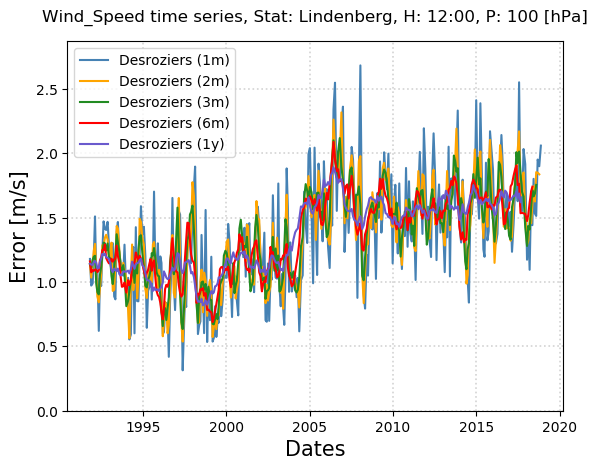 Wind_Speed time series, Stat: Lindenberg, H: 12:00, P: 100 [hPa]
Desroziers (1m)
Desroziers (2m)
Desroziers (3m)
Desroziers (6m)
Desroziers (1y)
Error [m/s]
2.5
2.0
1.5
1.0
0.5
0.0
1995 2000 2005 2010 2015 2020
Dates